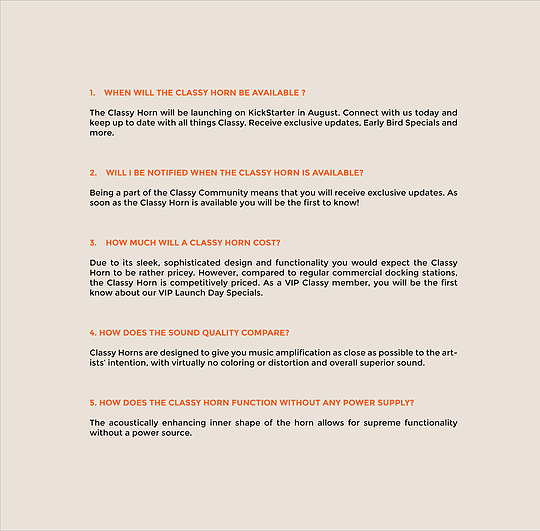 1. WHEN WILL THE CLASSY HORN BE AVAILABLE ?
The Classy Horn will be launching on KickStarter in August. Connect with us today and
keep up to date with all things Classy. Receive exclusive updates, Early Bird Specials and
more.
2. WILL I BE NOTIFIED WHEN THE CLASSY HORN IS AVAILABLE?
Being a part of the Classy Community means that you will receive exclusive updates. As
soon as the Classy Horn is available you will be the first to know!
3. HOW MUCH WILL A CLASSY HORN COST?
Due to its sleek, sophisticated design and functionality you would expect the Classy
Horn to be rather pricey. However, compared to regular commercial docking stations,
the Classy Horn is competitively priced. As a VIP Classy member, you will be the first
know about our VIP Launch Day Specials.
4. HOW DOES THE SOUND QUALITY COMPARE?
Classy Horns are designed to give you music amplification as close as possible to the art-
ists' intention, with virtually no coloring or distortion and overall superior sound.
5. HOW DOES THE CLASSY HORN FUNCTION WITHOUT ANY POWER SUPPLY?
The acoustically enhancing inner shape of the horn allows for supreme functionality
without a power source.